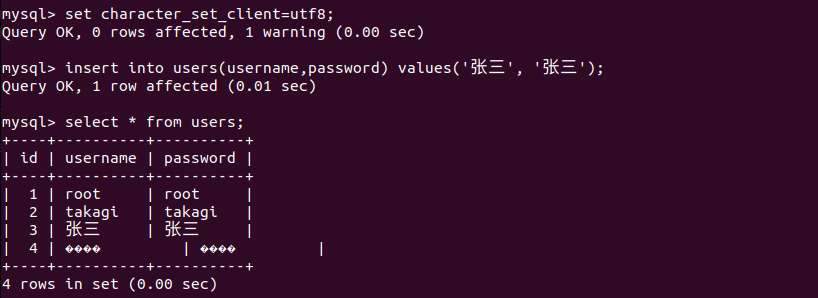 mysql> set character_set_client=utf8;
Query OK, 0 rows affected, 1 warning (0.00 sec)
mysql> insert into users(username,password) values('张三', '张三');
Query OK, 1 row affected (0.01 sec)
mysql> select * from users;
+----+----------+----------+
| id | username | password |
+----+----------+----------+
|  1 | root     | root     |
|  2 | takagi   | takagi   |
|  3 | 张三     | 张三     |
|  4 | ����         | ����         |
+----+----------+----------+
4 rows in set (0.00 sec)